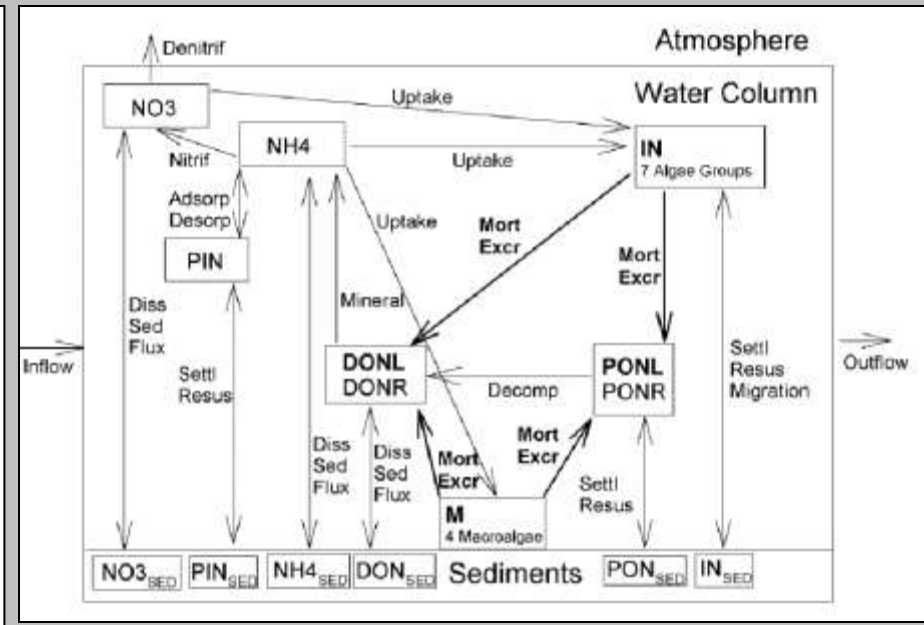 Atmosphere
Denitrif
Water Column
NO3
Uptake
NH4
IN
7 Algae Groups
Nitrif
Uptake
Adsorp
Desorp
Uptake
Mort
Excr
PIN
Mort
Excr
Mineral
Diss
Sed
Flux
Inflow
Settl
Resus
DONL
DONR
Decomp
PONL
PONR
Settl
Resus
Migration
Outflow
Diss
Sed
Flux
Diss
Sed
Flux
Mort
Excr
Mort
Excr
Settl
Resus
M
4 Macroalgae
NO3SED
PINSED
NH4SED
DONSED
Sediments
PONSED
INSED